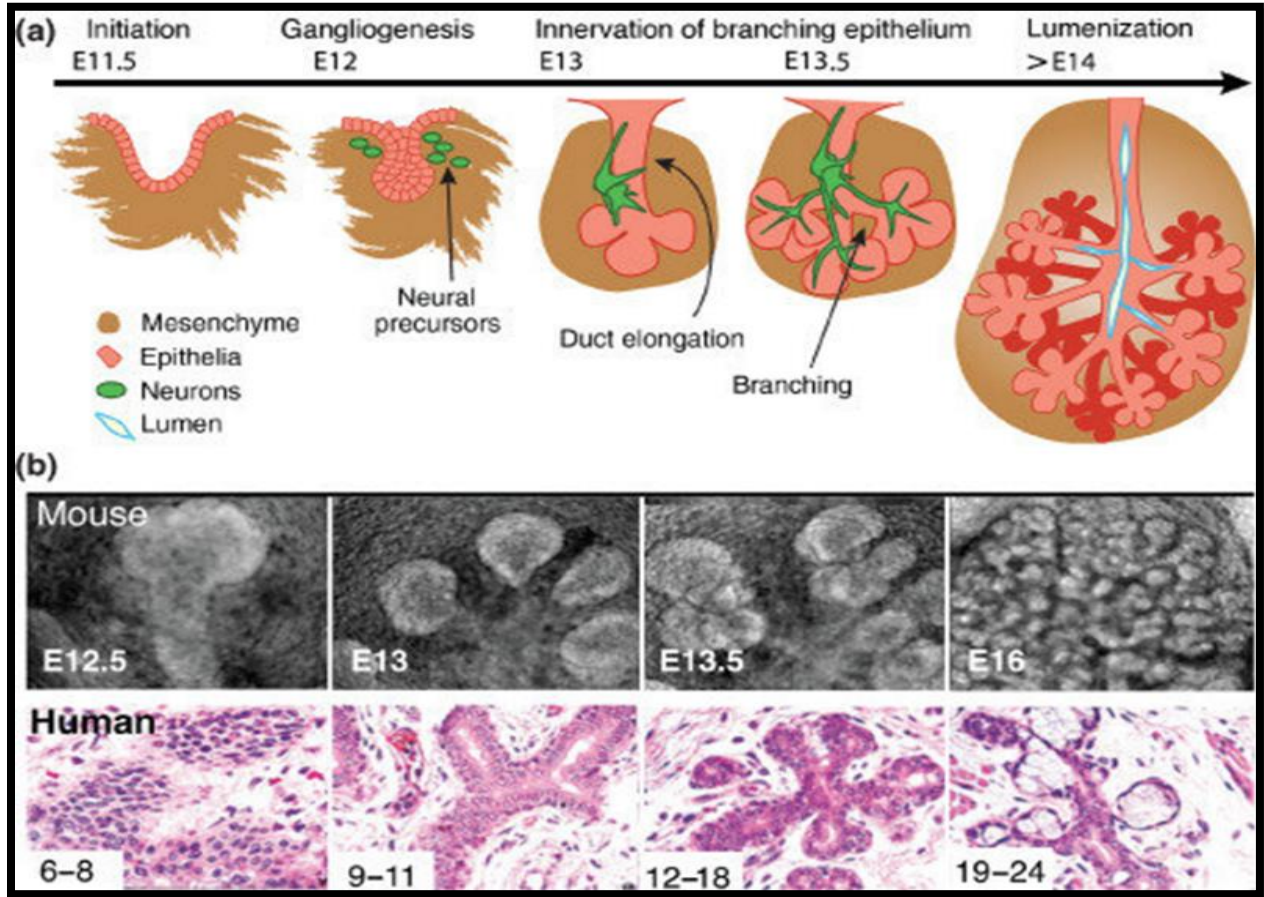 (a)
Initiation
E11.5
Gangliogenesis
E12
Innervation of branching epithelium
E13
E13.5
Lumenization
>E14
Neural
precursors
Duct elongation
Branching
Mesenchyme
Epithelia
Neurons
Lumen
(b)
Mouse
E12.5
E13
E13.5
E16
Human
6–8
9–11
12–18
19–24